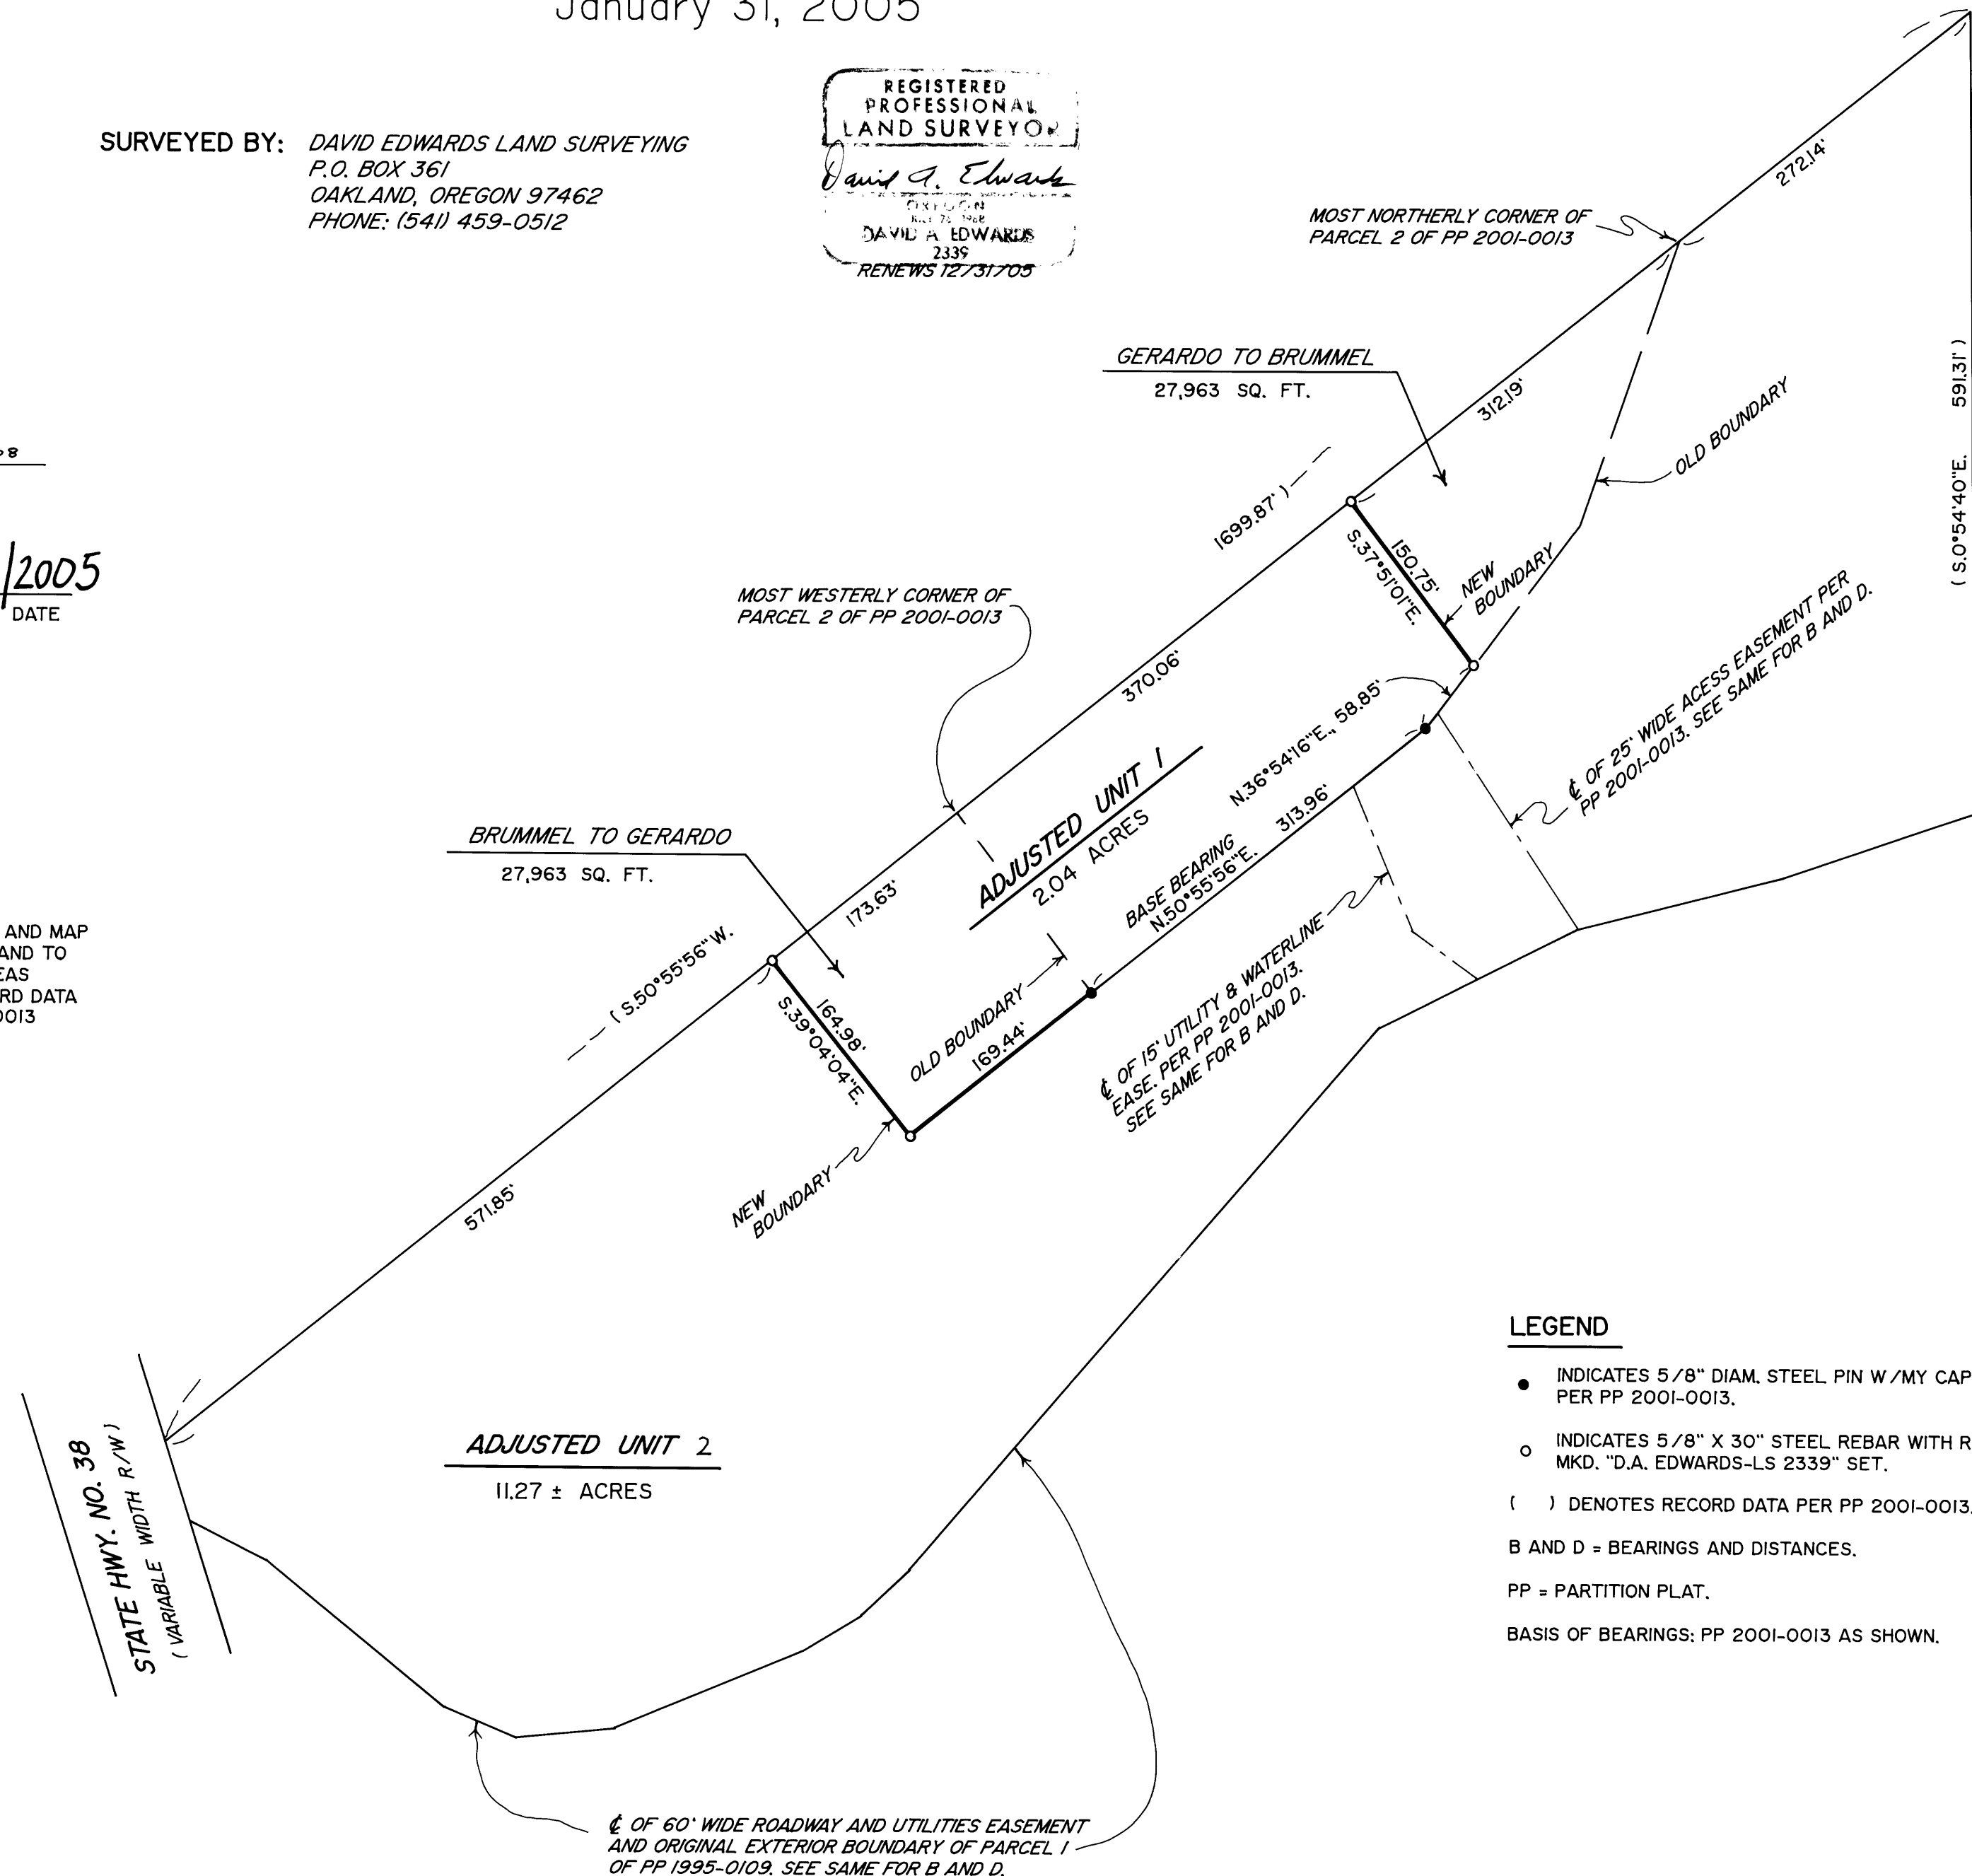 January 31, 2005
SURVEYED BY: DAVID EDWARDS LAND SURVEYING
P.O. BOX 361
OAKLAND, OREGON 97462
PHONE: (541) 459-0512
REGISTERED
PROFESSIONAL
LAND SURVEYOR
David A. Edwards
OREGON
DAVID A. EDWARDS
2339
RENEWS 12/31/05
272.14'
MOST NORTHERLY CORNER OF
PARCEL 2 OF PP 2001-0013
GERARDO TO BRUMMEL
27,963 SQ. FT.
312.19'
OLD BOUNDARY
( S.0°54'40"E. 591.31' )
8
/2005
DATE
1699.87' )
150.75'
S.37°51'01"E.
NEW
BOUNDARY
MOST WESTERLY CORNER OF
PARCEL 2 OF PP 2001-0013
370.06'
N.36°54'16"E., 58.85'
℄ OF 25' WIDE ACESS EASEMENT PER
PP 2001-0013. SEE SAME FOR B AND D.
ADJUSTED UNIT 1
2.04 ACRES
BRUMMEL TO GERARDO
27,963 SQ. FT.
173.63'
BASE BEARING
N.50°55'56"E.
313.96'
AND MAP
AND TO
EAS
RD DATA
0013
( S.50°55'56"W.
164.98'
S.39°04'04"E.
OLD BOUNDARY
169.44'
℄ OF 15' UTILITY & WATERLINE
EASE. PER PP 2001-0013.
SEE SAME FOR B AND D.
NEW
BOUNDARY
571.85'
STATE HWY. NO. 38
( VARIABLE WIDTH R/W )
ADJUSTED UNIT 2
11.27 ± ACRES
LEGEND
INDICATES 5/8" DIAM. STEEL PIN W/MY CAP
PER PP 2001-0013.
INDICATES 5/8" X 30" STEEL REBAR WITH R
MKD. "D.A. EDWARDS-LS 2339" SET.
( ) DENOTES RECORD DATA PER PP 2001-0013.
B AND D = BEARINGS AND DISTANCES.
PP = PARTITION PLAT.
BASIS OF BEARINGS: PP 2001-0013 AS SHOWN.
℄ OF 60' WIDE ROADWAY AND UTILITIES EASEMENT
AND ORIGINAL EXTERIOR BOUNDARY OF PARCEL 1
OF PP 1995-0109. SEE SAME FOR B AND D.